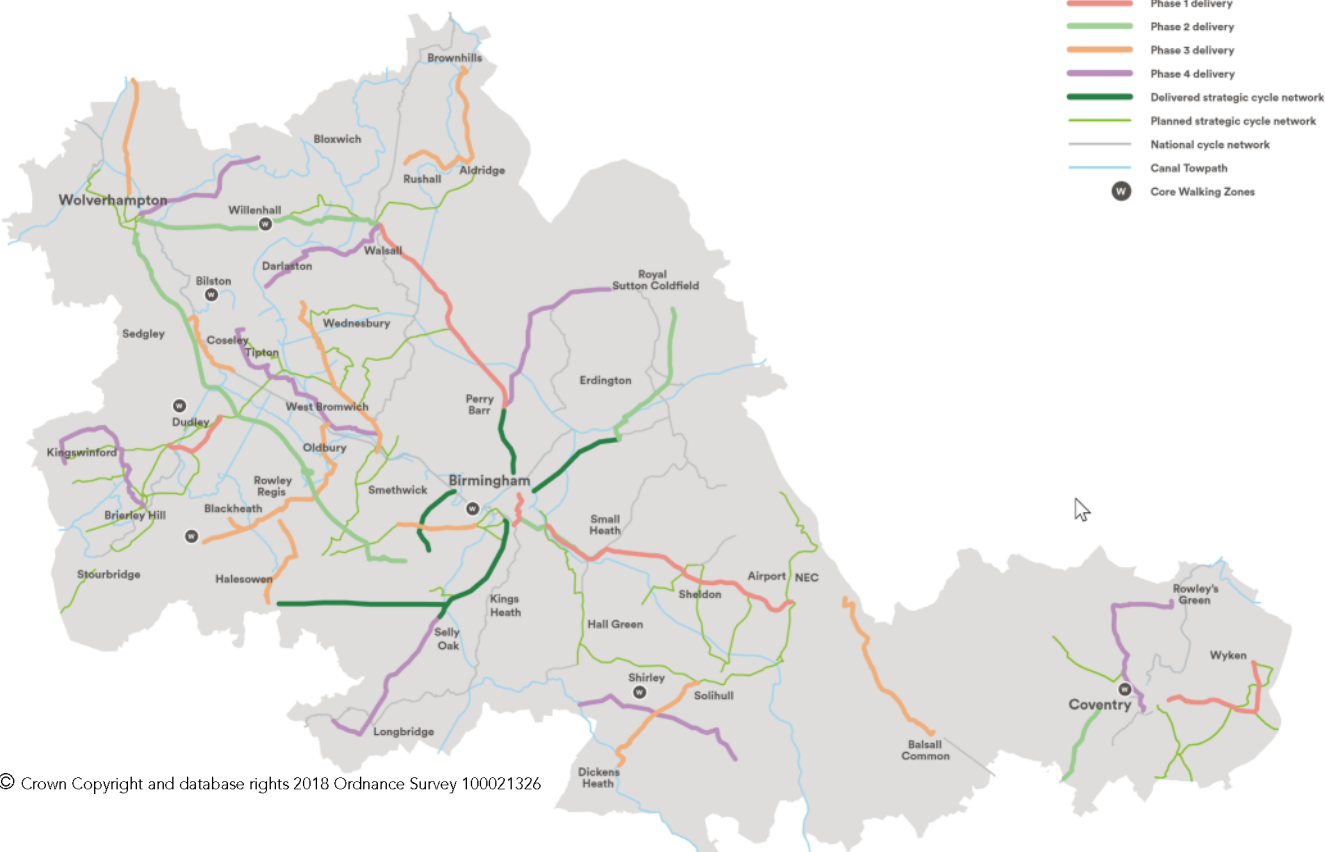 Phase 1 delivery
Phase 2 delivery
Phase 3 delivery
Phase 4 delivery
Delivered strategic cycle network
Planned strategic cycle network
National cycle network
Canal Towpath
W Core Walking Zones
Brownhills
Bloxwich
Aldridge
Rushall
Wolverhampton
Willenhall
W
Walsall
Darlaston
Bilston
W
Royal
Sutton Coldfield
Wednesbury
Sedgley
Coseley
Tipton
Erdington
Perry
Barr
W
West Bromwich
Dudley
Oldbury
Kingswinford
Rowley
Regis
Smethwick
Birmingham
W
Blackheath
Brierley Hill
Small
Heath
W
Stourbridge
Halesowen
Airport
NEC
Sheldon
Kings
Heath
Hall Green
Selly
Oak
Rowley's
Green
Wyken
Shirley
W
Solihull
W
Coventry
Longbridge
Balsall
Common
Dickens
Heath
© Crown Copyright and database rights 2018 Ordnance Survey 100021326